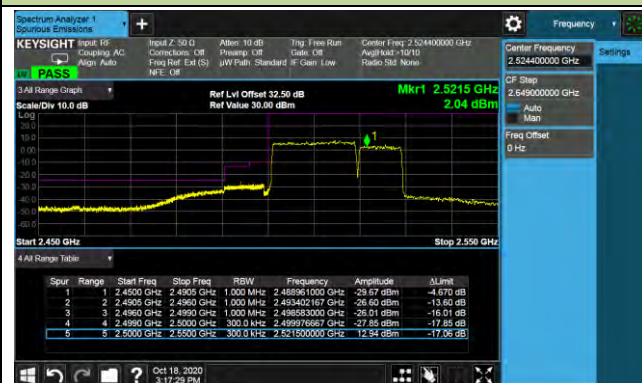 Spectrum Analyzer 1
Spurious Emissions
+
Frequency
KEYSIGHT Input: RF
Coupling: AC
Align: Auto
Input Z: 50 Ω
Corrections: Off
Freq Ref: Ext (S)
NFE: Off
Atten: 10 dB
Preamp: Off
µW Path: Standard
Trig: Free Run
Gate: Off
IF Gain: Low
Center Freq: 2.524400000 GHz
Avg|Hold:>10/10
Radio Std: None
PASS
Center Frequency
2.524400000 GHz
Settings
CF Step
2.649000000 GHz
Auto
Man
Freq Offset
0 Hz
3 All Range Graph
Scale/Div 10.0 dB
Ref Lvl Offset 32.50 dB
Ref Value 30.00 dBm
Mkr1 2.5215 GHz
2.04 dBm
Log
20.0
10.0
0.00
-10.0
-20.0
-30.0
-40.0
-50.0
-60.0
1
Start 2.450 GHz
Stop 2.550 GHz
4 All Range Table
Spur Range Start Freq Stop Freq RBW Frequency Amplitude ΔLimit
1 1 2.4500 GHz 2.4905 GHz 1.000 MHz 2.488961000 GHz -29.67 dBm -4.670 dB
2 2 2.4905 GHz 2.4960 GHz 1.000 MHz 2.493402167 GHz -26.60 dBm -13.60 dB
3 3 2.4960 GHz 2.4990 GHz 1.000 MHz 2.498583000 GHz -26.01 dBm -16.01 dB
4 4 2.4990 GHz 2.5000 GHz 300.0 kHz 2.499976667 GHz -27.85 dBm -17.85 dB
5 5 2.5000 GHz 2.5500 GHz 300.0 kHz 2.521500000 GHz 12.94 dBm -17.06 dB
?
Oct 18, 2020
3:17:29 PM